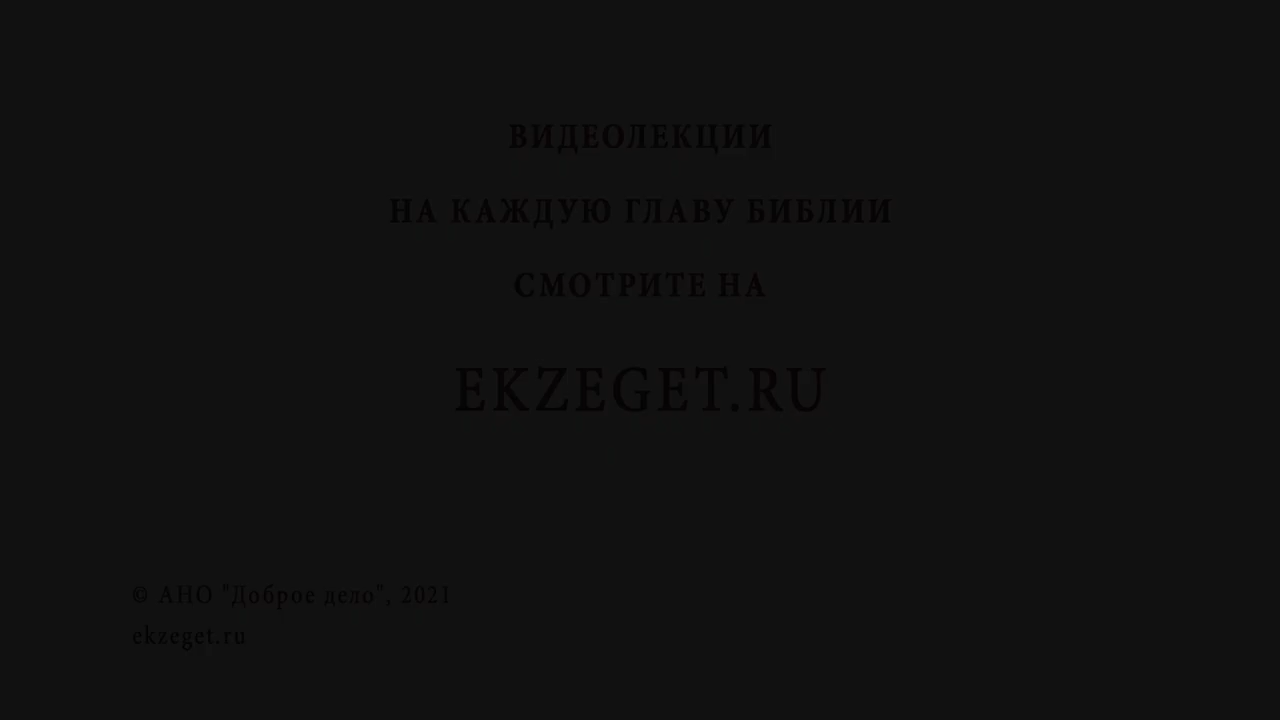 ВИДЕОЛЕКЦИИ
НА КАЖДУЮ ГЛАВУ БИБЛИИ
СМОТРИТЕ НА
EKZEGET.RU
© АНО "Доброе дело", 2021
ekzeget.ru